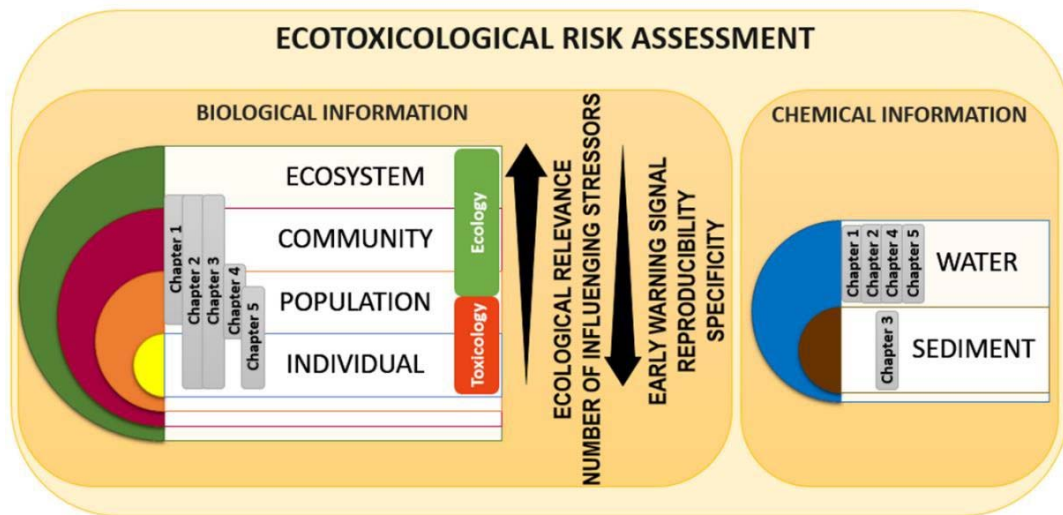 ECOTOXICOLOGICAL RISK ASSESSMENT
BIOLOGICAL INFORMATION
ECOSYSTEM
COMMUNITY
POPULATION
INDIVIDUAL
Chapter 1
Chapter 2
Chapter 3
Chapter 4
Chapter 5
Ecology
Toxicology
ECOLOGICAL RELEVANCE
NUMBER OF INFLUENCING STRESSORS
EARLY WARNING SIGNAL
REPRODUCIBILITY
SPECIFICITY
CHEMICAL INFORMATION
Chapter 1
Chapter 2
Chapter 4
Chapter 5
WATER
Chapter 3
SEDIMENT